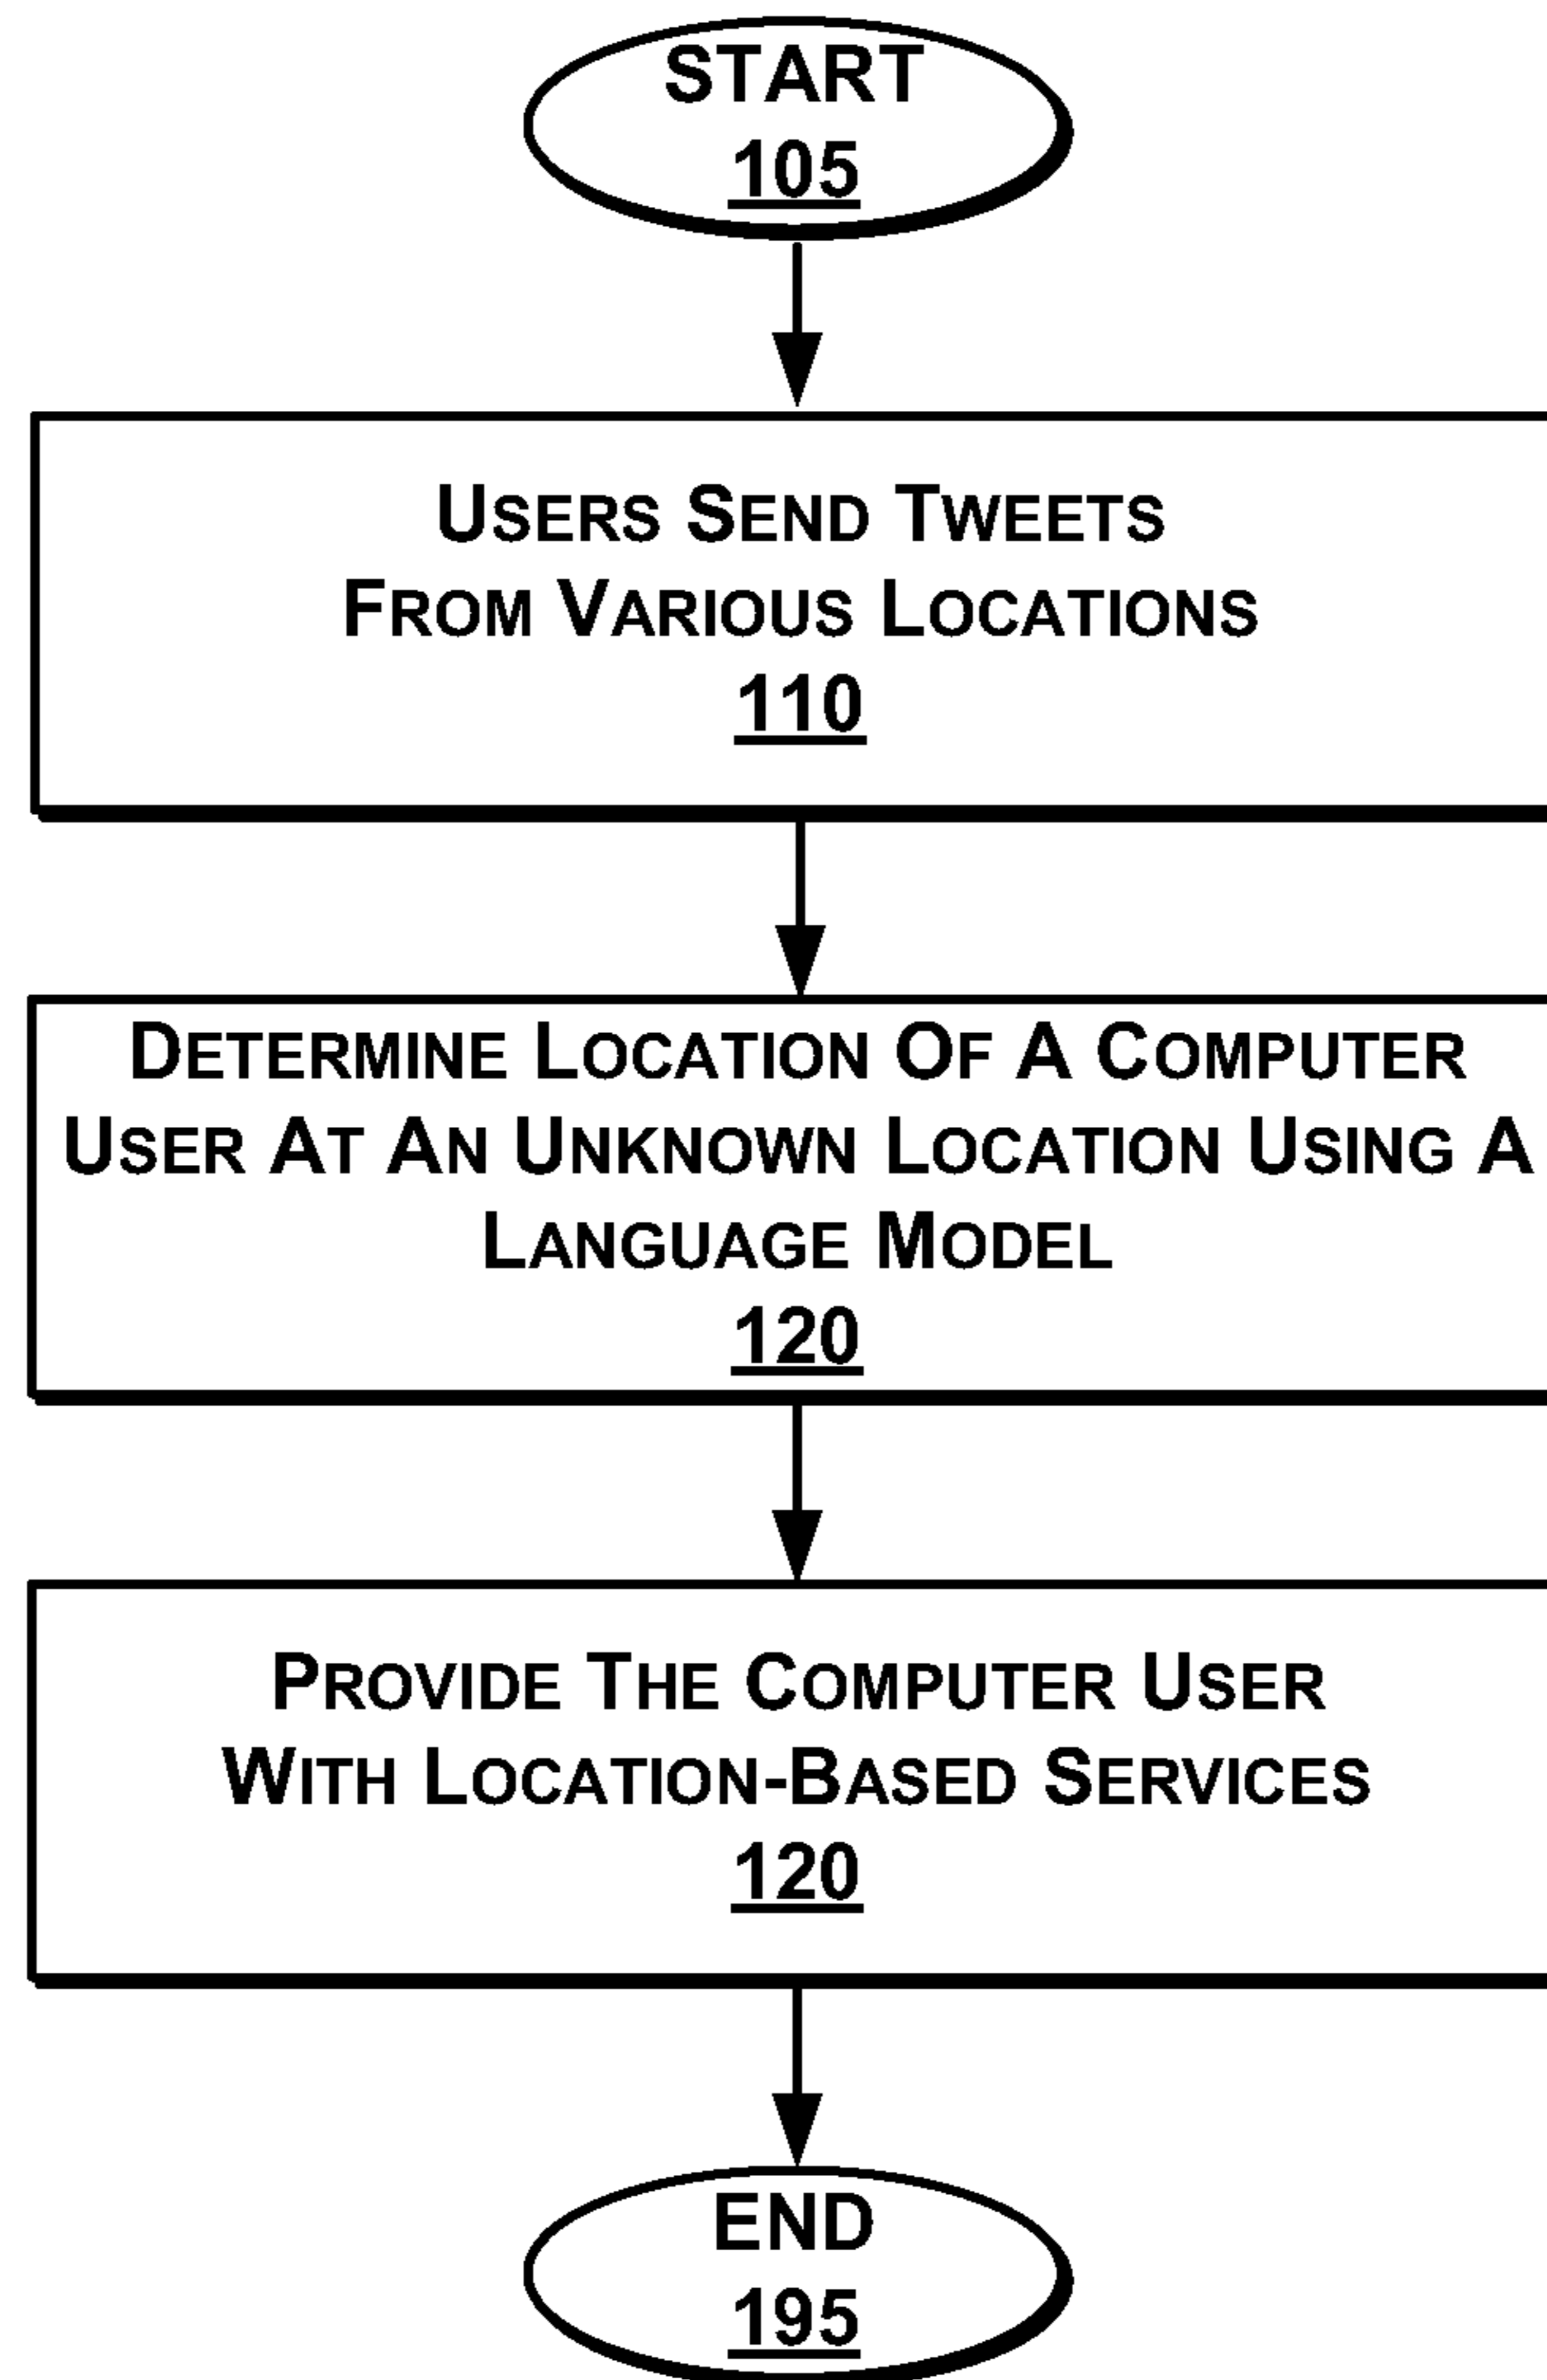 START
105
USERS SEND TWEETS
FROM VARIOUS LOCATIONS
110
DETERMINE LOCATION OF A COMPUTER
USER AT AN UNKNOWN LOCATION USING A
LANGUAGE MODEL
120
PROVIDE THE COMPUTER USER
WITH LOCATION-BASED SERVICES
120
END
195